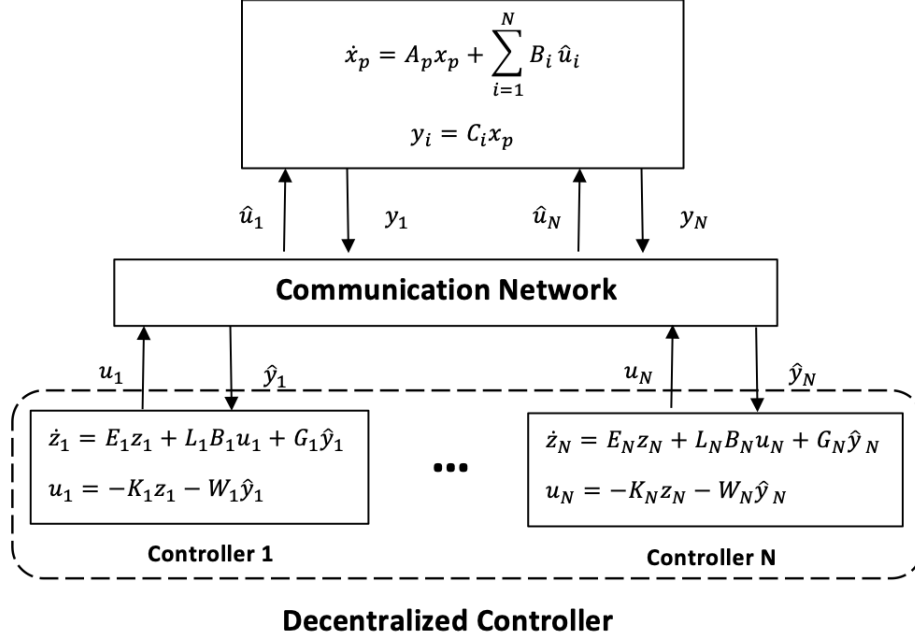 ẋ_p = A_p x_p + ∑_{i=1}^{N} B_i û_i
y_i = C_i x_p
û_1 y_1 û_N y_N
Communication Network
u_1 ŷ_1 u_N ŷ_N
ż_1 = E_1 z_1 + L_1 B_1 u_1 + G_1 ŷ_1
u_1 = −K_1 z_1 − W_1 ŷ_1
Controller 1
...
ż_N = E_N z_N + L_N B_N u_N + G_N ŷ_N
u_N = −K_N z_N − W_N ŷ_N
Controller N
Decentralized Controller